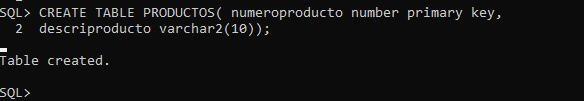 SQL> CREATE TABLE PRODUCTOS( numeroproducto number primary key,
2 descriproducto varchar2(10));
Table created.
SQL>